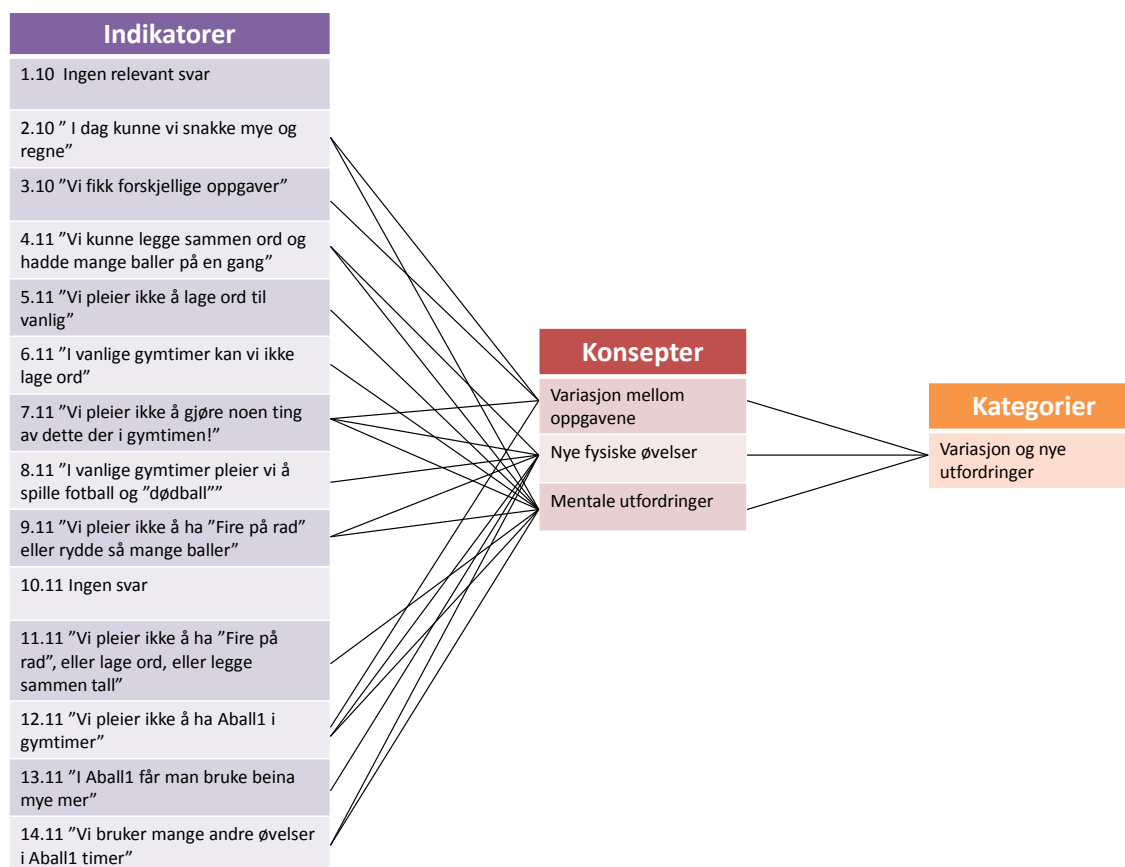 Indikatorer
1.10 Ingen relevant svar
2.10 ” I dag kunne vi snakke mye og
regne”
3.10 ”Vi fikk forskjellige oppgaver”
4.11 ”Vi kunne legge sammen ord og
hadde mange baller på en gang”
5.11 ”Vi pleier ikke å lage ord til
vanlig”
6.11 ”I vanlige gymtimer kan vi ikke
lage ord”
7.11 ”Vi pleier ikke å gjøre noen ting
av dette der i gymtimen!”
8.11 ”I vanlige gymtimer pleier vi å
spille fotball og ”dødball””
9.11 ”Vi pleier ikke å ha ”Fire på rad”
eller rydde så mange baller”
10.11 Ingen svar
11.11 ”Vi pleier ikke å ha ”Fire på
rad”, eller lage ord, eller legge
sammen tall”
12.11 ”Vi pleier ikke å ha Aball1 i
gymtimer”
13.11 ”I Aball1 får man bruke beina
mye mer”
14.11 ”Vi bruker mange andre øvelser
i Aball1 timer”
Konsepter
Variasjon mellom
oppgavene
Nye fysiske øvelser
Mentale utfordringer
Kategorier
Variasjon og nye
utfordringer